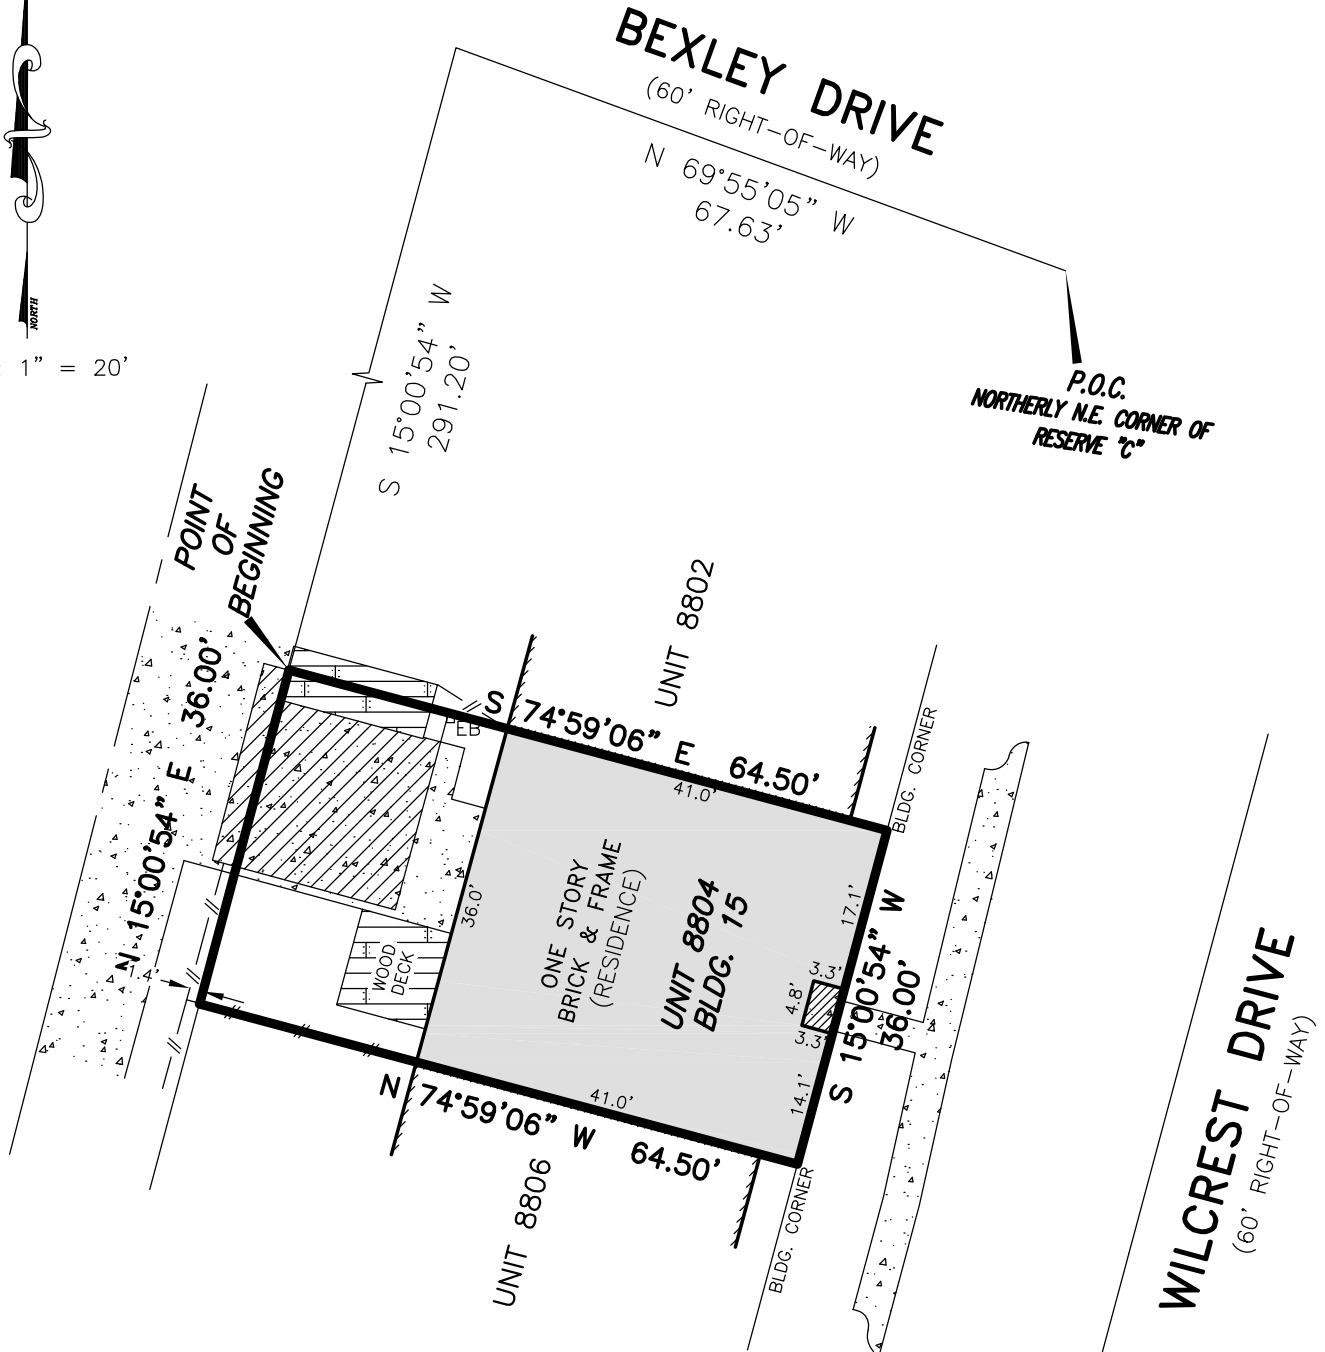 BEXLEY DRIVE
(60' RIGHT-OF-WAY)
N 69°55'05" W
67.63'
NORTH
: 1" = 20'
S 15°00'54" W
291.20'
P.O.C.
NORTHERLY N.E. CORNER OF
RESERVE "C"
POINT
OF
BEGINNING
UNIT 8802
N 15°00'54" E 36.00'
S 74°59'06" E 64.50'
EB
41.0'
BLDG. CORNER
36.0'
ONE STORY
BRICK & FRAME
(RESIDENCE)
UNIT 8804
BLDG. 15
17.1'
3.3'
4.8'
3.3'
14.1'
S 15°00'54" W
36.00'
WOOD
DECK
1.4'
41.0'
N 74°59'06" W 64.50'
UNIT 8806
BLDG. CORNER
WILCREST DRIVE
(60' RIGHT-OF-WAY)